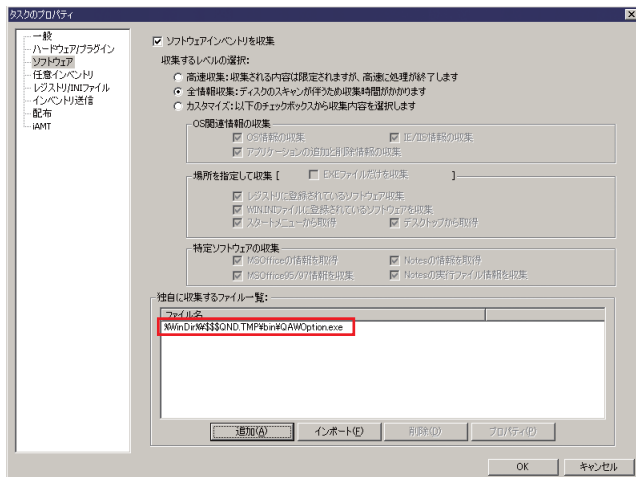 タスクのプロパティ
一般
ハードウェア/プラグイン
ソフトウェア
任意インベントリ
レジストリ/INIファイル
インベントリ送信
配布
iAMT
ソフトウェアインベントリを収集
収集するレベルの選択:
高速収集:収集される内容は限定されますが、高速に処理が終了します
全情報収集:ディスクのスキャンが伴うため収集時間がかかります
カスタマイズ:以下のチェックボックスから収集内容を選択します
OS関連情報の収集
OS情報の収集 IE/IIS情報の収集
アプリケーションの追加と削除情報の収集
場所を指定して収集 [ EXEファイルだけを収集 ]
レジストリに登録されているソフトウェア収集
WIN.INIファイルに登録されているソフトウェアを収集
スタートメニューから取得 デスクトップから取得
特定ソフトウェアの収集
MSOfficeの情報を取得 Notesの情報を取得
MSOffice95/97情報を収集 Notesの実行ファイル情報を収集
独自に収集するファイル一覧:
ファイル名
%WinDir%¥$$$QND.TMP¥bin¥QAWOption.exe
追加(A) インポート(F) 削除(D) プロパティ(P)
OK キャンセル